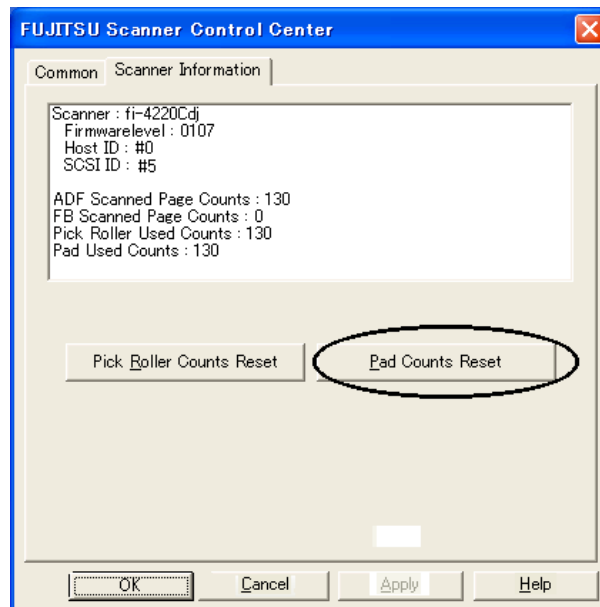 FUJITSU Scanner Control Center
Common Scanner Information
Scanner : fi-4220Cdj
Firmwarelevel : 0107
Host ID : #0
SCSI ID : #5
ADF Scanned Page Counts : 130
FB Scanned Page Counts : 0
Pick Roller Used Counts : 130
Pad Used Counts : 130
Pick Roller Counts Reset Pad Counts Reset
OK Cancel Apply Help